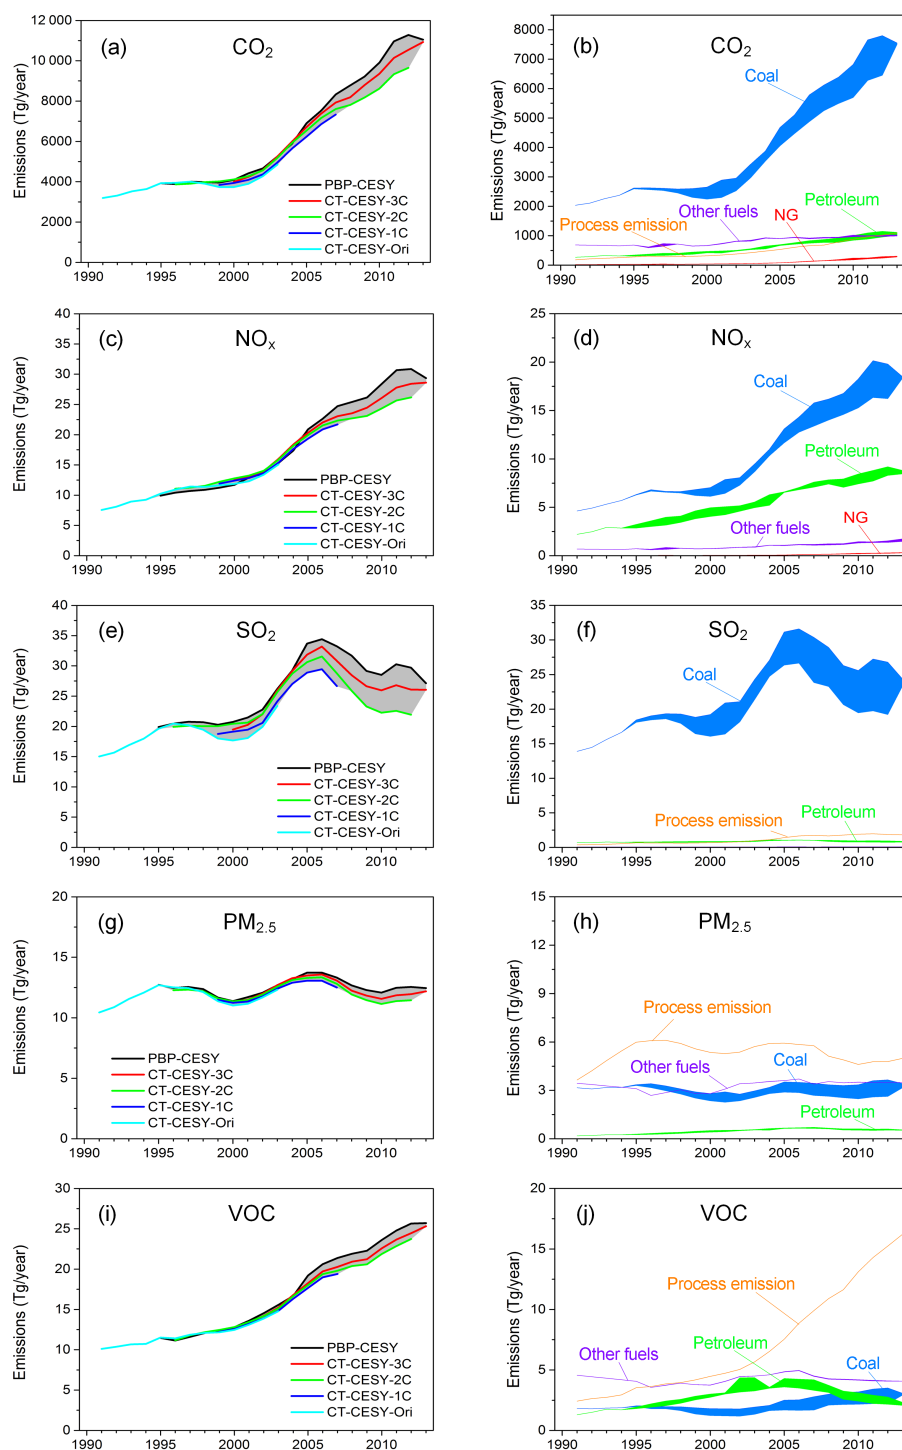 (a) CO2
Emissions (Tg/year)
12 000
10 000
8000
6000
4000
2000
0
PBP-CESY
CT-CESY-3C
CT-CESY-2C
CT-CESY-1C
CT-CESY-Ori
1990 1995 2000 2005 2010
(b) CO2
Emissions (Tg/year)
8000
7000
6000
5000
4000
3000
2000
1000
0
Coal
Petroleum
Other fuels
NG
Process emission
1990 1995 2000 2005 2010
(c) NOx
Emissions (Tg/year)
40
35
30
25
20
15
10
5
0
PBP-CESY
CT-CESY-3C
CT-CESY-2C
CT-CESY-1C
CT-CESY-Ori
1990 1995 2000 2005 2010
(d) NOx
Emissions (Tg/year)
25
20
15
10
5
0
Coal
Petroleum
Other fuels
NG
1990 1995 2000 2005 2010
(e) SO2
Emissions (Tg/year)
40
35
30
25
20
15
10
5
0
PBP-CESY
CT-CESY-3C
CT-CESY-2C
CT-CESY-1C
CT-CESY-Ori
1990 1995 2000 2005 2010
(f) SO2
Emissions (Tg/year)
35
30
25
20
15
10
5
0
Coal
Process emission
Petroleum
1990 1995 2000 2005 2010
(g) PM2.5
Emissions (Tg/year)
20
15
10
5
0
PBP-CESY
CT-CESY-3C
CT-CESY-2C
CT-CESY-1C
CT-CESY-Ori
1990 1995 2000 2005 2010
(h) PM2.5
Emissions (Tg/year)
15
12
9
6
3
0
Process emission
Other fuels
Coal
Petroleum
1990 1995 2000 2005 2010
(i) VOC
Emissions (Tg/year)
30
25
20
15
10
5
0
PBP-CESY
CT-CESY-3C
CT-CESY-2C
CT-CESY-1C
CT-CESY-Ori
1990 1995 2000 2005 2010
(j) VOC
Emissions (Tg/year)
20
15
10
5
0
Process emission
Petroleum
Other fuels
Coal
1990 1995 2000 2005 2010